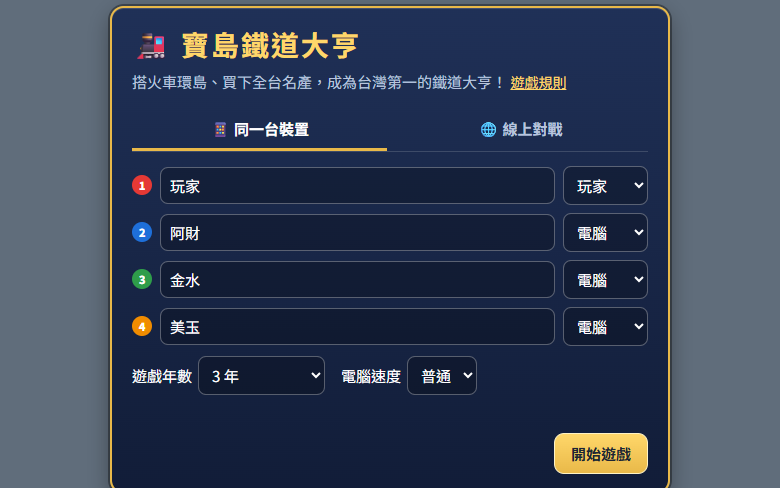 寶島鐵道大亨
搭火車環島、買下全台名產，成為台灣第一的鐵道大亨！ 遊戲規則
同一台裝置 線上對戰
1 玩家 玩家
2 阿財 電腦
3 金水 電腦
4 美玉 電腦
遊戲年數 3 年 電腦速度 普通
開始遊戲